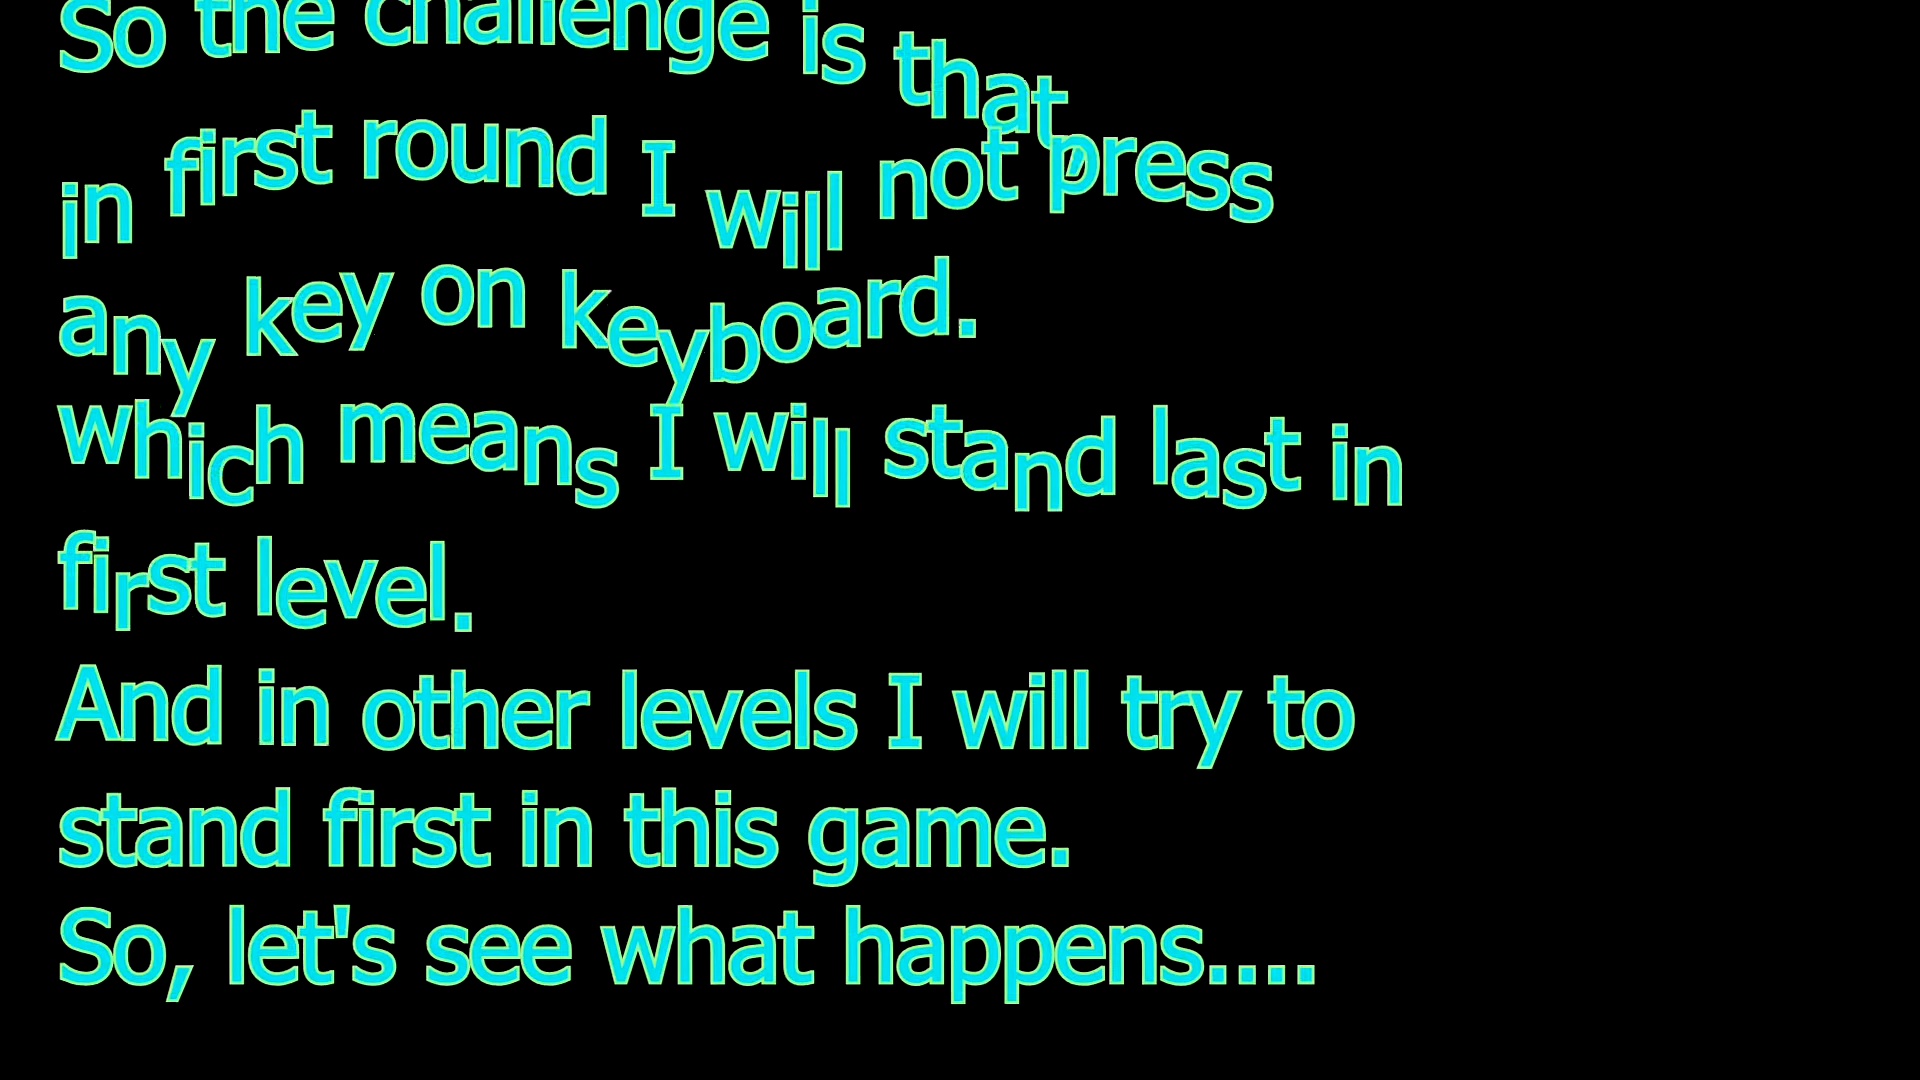 So the challenge is that,
in first round I will not press
any key on keyboard.
which means I will stand last in
first level.
And in other levels I will try to
stand first in this game.
So, let's see what happens....